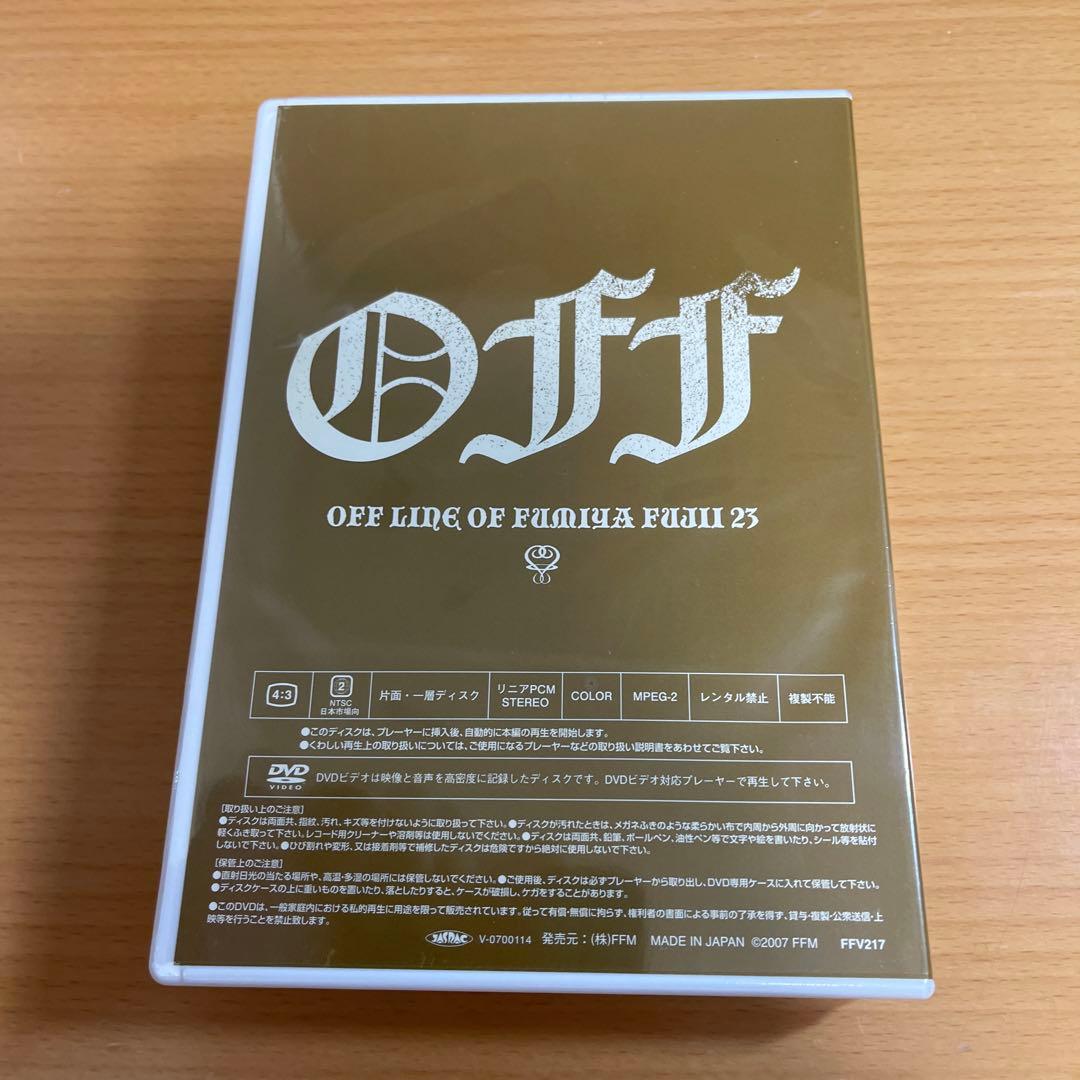 OFF
OFF LINE OF FUMIYA FUJII 23
4:3
2
NTSC
日本市場向
片面・一層ディスク
リニアPCM
STEREO
COLOR
MPEG-2
レンタル禁止
複製不能
●このディスクは、プレーヤーに挿入後、自動的に本編の再生を開始します。
●くわしい再生上の取り扱いについては、ご使用になるプレーヤーなどの取り扱い説明書をあわせてご覧下さい。
DVD
VIDEO
DVDビデオは映像と音声を高密度に記録したディスクです。DVDビデオ対応プレーヤーで再生して下さい。
[取り扱い上のご注意]
●ディスクは両面共、指紋、汚れ、キズ等を付けないように取り扱って下さい。●ディスクが汚れたときは、メガネふきのような柔らかい布で内周から外周に向かって放射状に
軽くふき取って下さい。レコード用クリーナーや溶剤等は使用しないでください。●ディスクは両面共、鉛筆、ボールペン、油性ペン等で文字や絵を書いたり、シール等を貼付
しないで下さい。●ひび割れや変形、又は接着剤等で補修したディスクは危険ですから絶対に使用しないで下さい。
[保管上のご注意]
●直射日光の当たる場所や、高温・多湿の場所には保管しないでください。●ご使用後、ディスクは必ずプレーヤーから取り出し、DVD専用ケースに入れて保管して下さい。
●ディスクケースの上に重いものを置いたり、落としたりすると、ケースが破損し、ケガをすることがあります。
●このDVDは、一般家庭内における私的再生に用途を限って販売されています。従って有償・無償に拘らず、権利者の書面による事前の了承を得ず、貸与・複製・公衆送信・上
映等を行うことを禁止致します。
JASRAC V-0700114 発売元：(株)FFM MADE IN JAPAN ©2007 FFM FFV217